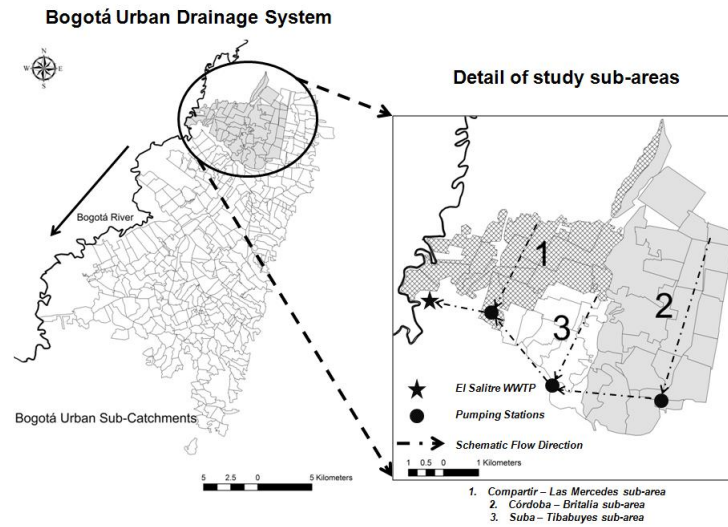 Bogotá Urban Drainage System
N
W E
S
Bogotá River
Bogotá Urban Sub-Catchments
5 2.5 0 5 Kilometers
Detail of study sub-areas
1
2
3
El Salitre WWTP
Pumping Stations
Schematic Flow Direction
1 0.5 0 1 Kilometers
1. Compartir – Las Mercedes sub-area
2. Córdoba – Britalia sub-area
3. Suba – Tibabuyes sub-area